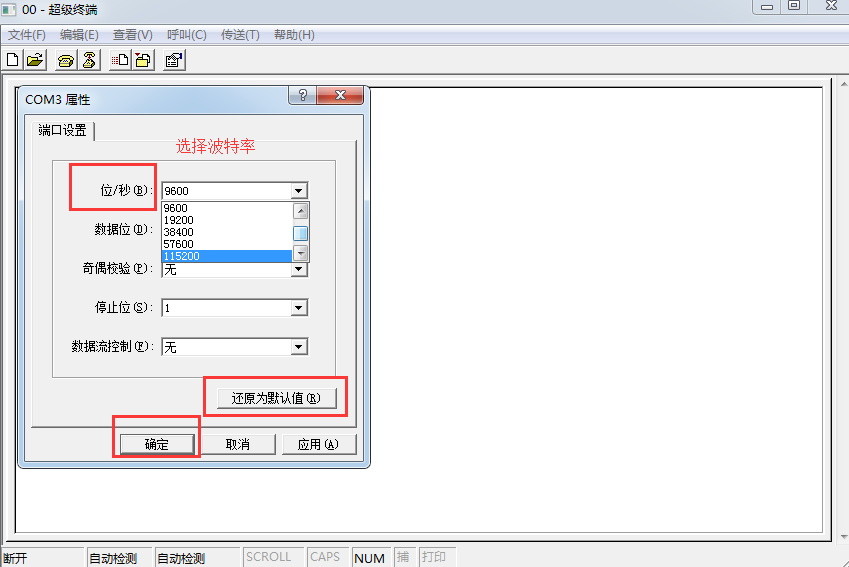 00 - 超级终端
文件(F) 编辑(E) 查看(V) 呼叫(C) 传送(T) 帮助(H)
COM3 属性
端口设置
选择波特率
位/秒(B): 9600
9600
19200
38400
57600
115200
数据位(D):
奇偶校验(P): 无
停止位(S): 1
数据流控制(F): 无
还原为默认值(R)
确定 取消 应用(A)
断开 自动检测 自动检测 SCROLL CAPS NUM 捕 打印